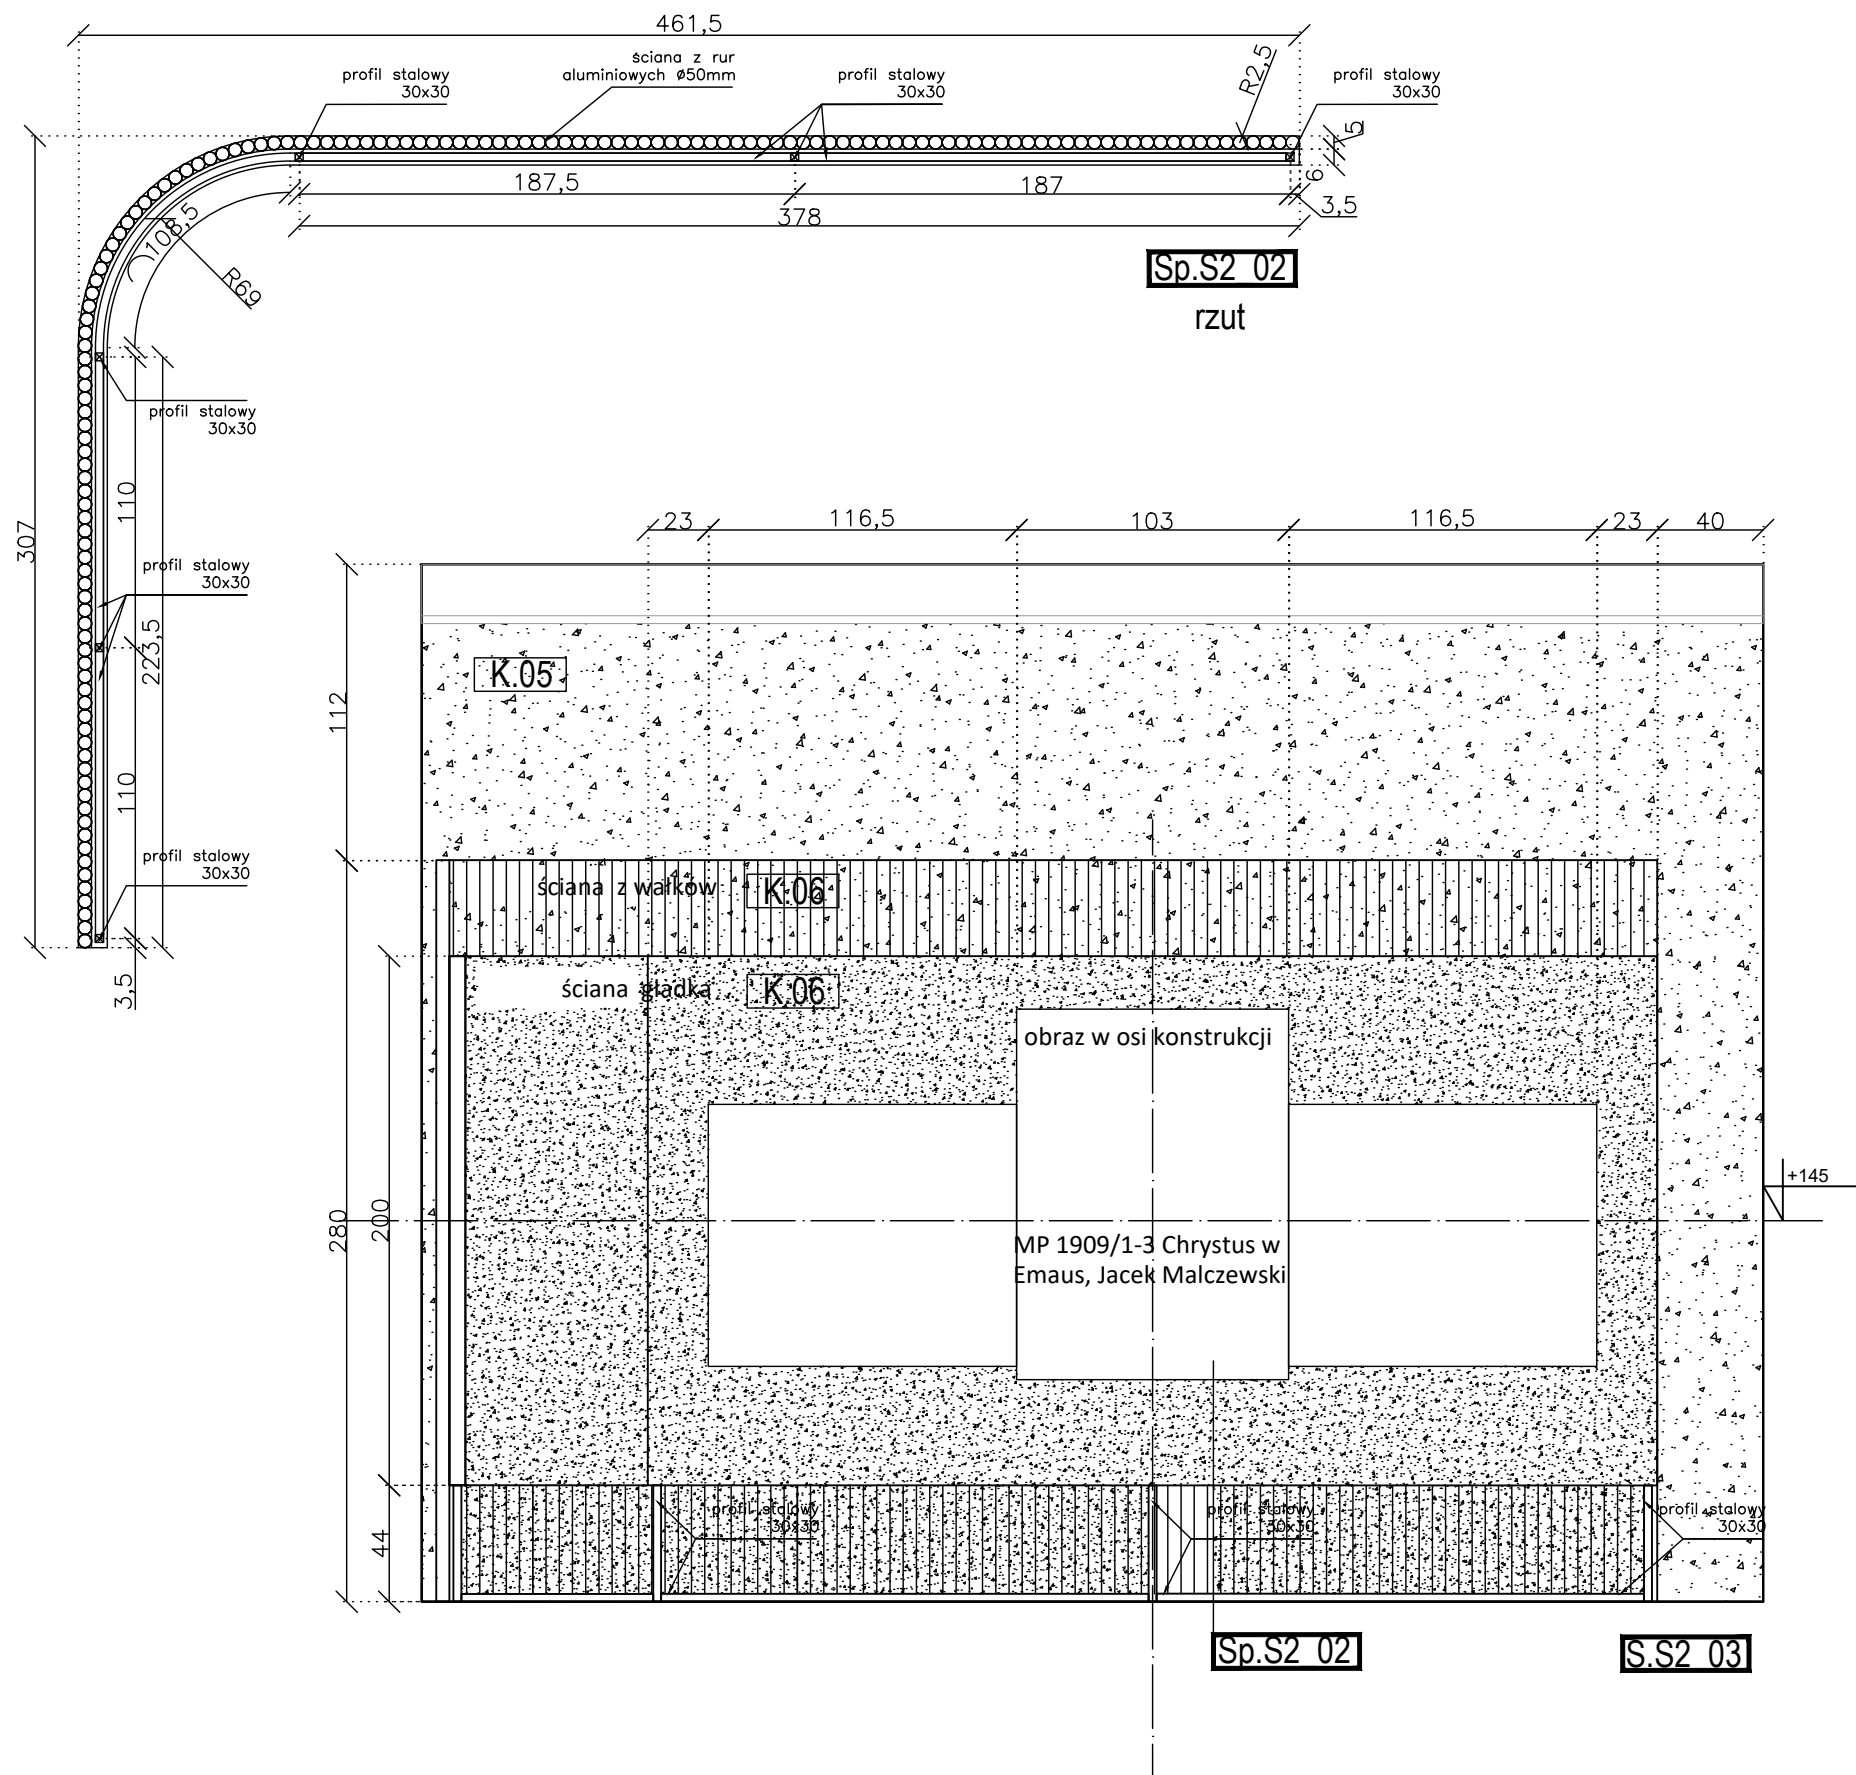 461,5
ściana z rur
aluminiowych Ø50mm
profil stalowy
30x30
profil stalowy
30x30
R2,5
profil stalowy
30x30
5
6
187,5
187
3,5
378
108,5
R69
Sp.S2_02
rzut
profil stalowy
30x30
307
110
223,5
profil stalowy
30x30
110
profil stalowy
30x30
3,5
23
116,5
103
116,5
23
40
K.05
112
ściana z wałków
K.06
ściana gładka
K.06
obraz w osi konstrukcji
+145
280
200
MP 1909/1-3 Chrystus w
Emaus, Jacek Malczewski
44
profil stalowy
30x30
profil stalowy
30x30
profil stalowy
30x30
Sp.S2_02
S.S2_03